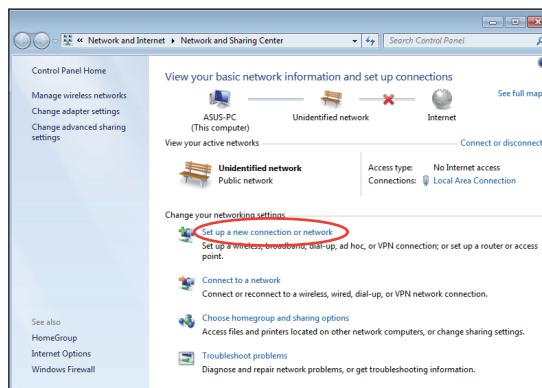 « Network and Internet ▸ Network and Sharing Center
Search Control Panel
Control Panel Home
Manage wireless networks
Change adapter settings
Change advanced sharing
settings
View your basic network information and set up connections
See full map
ASUS-PC
(This computer)
Unidentified network
Internet
View your active networks
Connect or disconnect
Unidentified network
Public network
Access type: No Internet access
Connections: Local Area Connection
Change your networking settings
Set up a new connection or network
Set up a wireless, broadband, dial-up, ad hoc, or VPN connection; or set up a router or access
point.
Connect to a network
Connect or reconnect to a wireless, wired, dial-up, or VPN network connection.
Choose homegroup and sharing options
Access files and printers located on other network computers, or change sharing settings.
Troubleshoot problems
Diagnose and repair network problems, or get troubleshooting information.
See also
HomeGroup
Internet Options
Windows Firewall